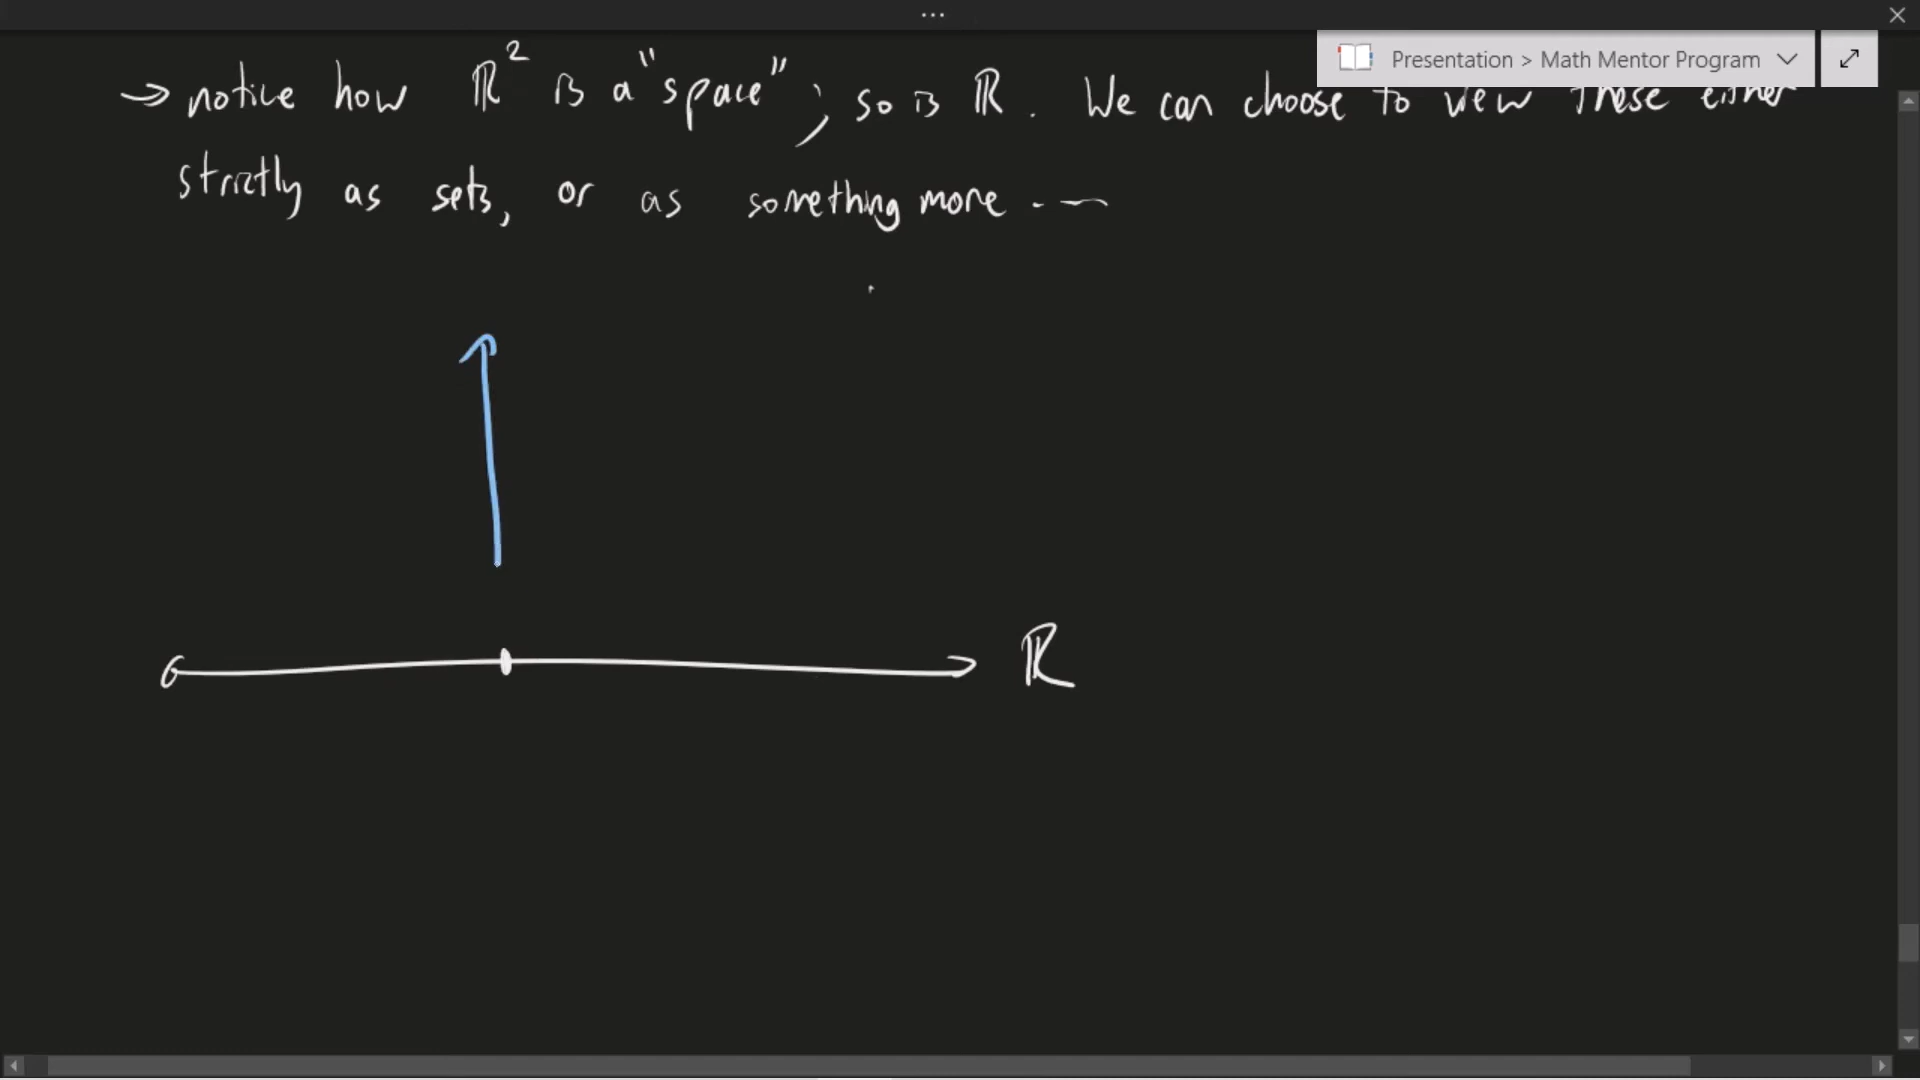 Presentation > Math Mentor Program
→ notice how ℝ² is a "space"; so is ℝ. We can choose to view these either
strictly as sets, or as something more ...
ℝ